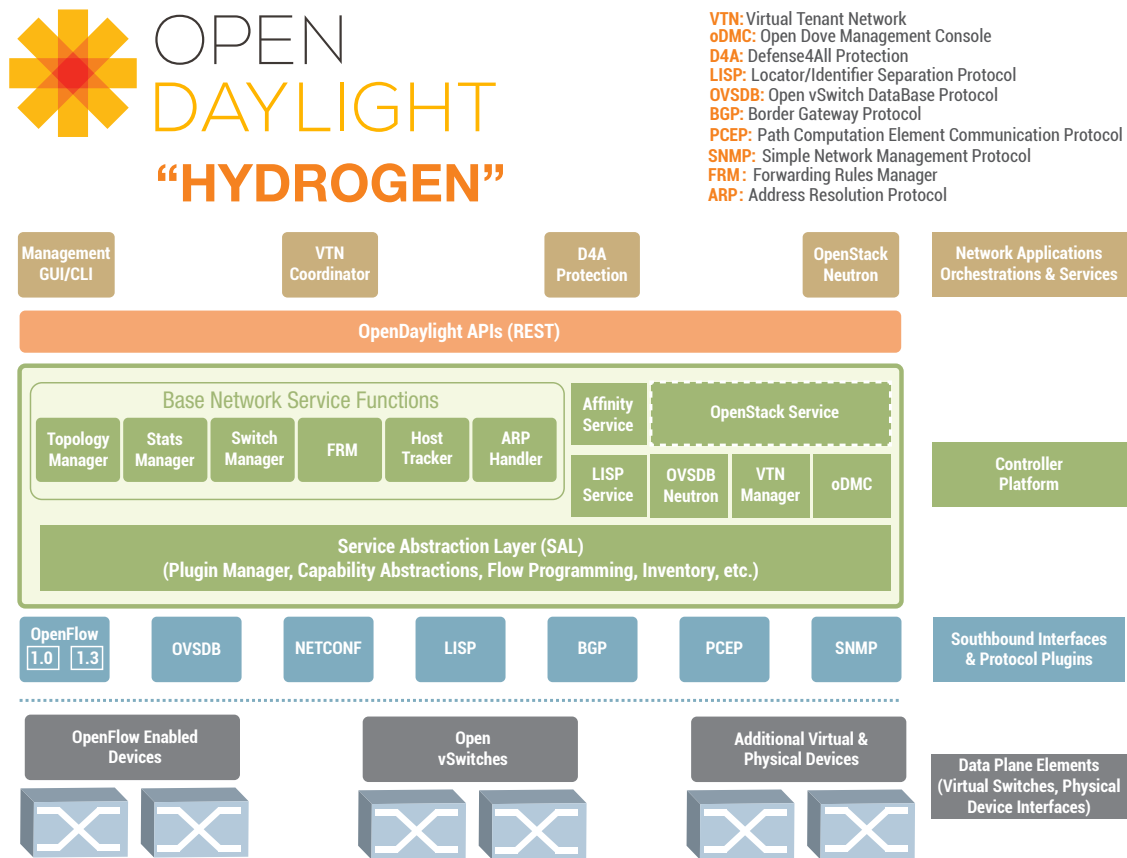 OPEN
DAYLIGHT
“HYDROGEN”
VTN: Virtual Tenant Network
oDMC: Open Dove Management Console
D4A: Defense4All Protection
LISP: Locator/Identifier Separation Protocol
OVSDB: Open vSwitch DataBase Protocol
BGP: Border Gateway Protocol
PCEP: Path Computation Element Communication Protocol
SNMP: Simple Network Management Protocol
FRM: Forwarding Rules Manager
ARP: Address Resolution Protocol
Management
GUI/CLI
VTN
Coordinator
D4A
Protection
OpenStack
Neutron
Network Applications
Orchestrations & Services
OpenDaylight APIs (REST)
Base Network Service Functions
Topology
Manager
Stats
Manager
Switch
Manager
FRM
Host
Tracker
ARP
Handler
Affinity
Service
OpenStack Service
LISP
Service
OVSDB
Neutron
VTN
Manager
oDMC
Controller
Platform
Service Abstraction Layer (SAL)
(Plugin Manager, Capability Abstractions, Flow Programming, Inventory, etc.)
OpenFlow
1.0 1.3
OVSDB
NETCONF
LISP
BGP
PCEP
SNMP
Southbound Interfaces
& Protocol Plugins
OpenFlow Enabled
Devices
Open
vSwitches
Additional Virtual &
Physical Devices
Data Plane Elements
(Virtual Switches, Physical
Device Interfaces)